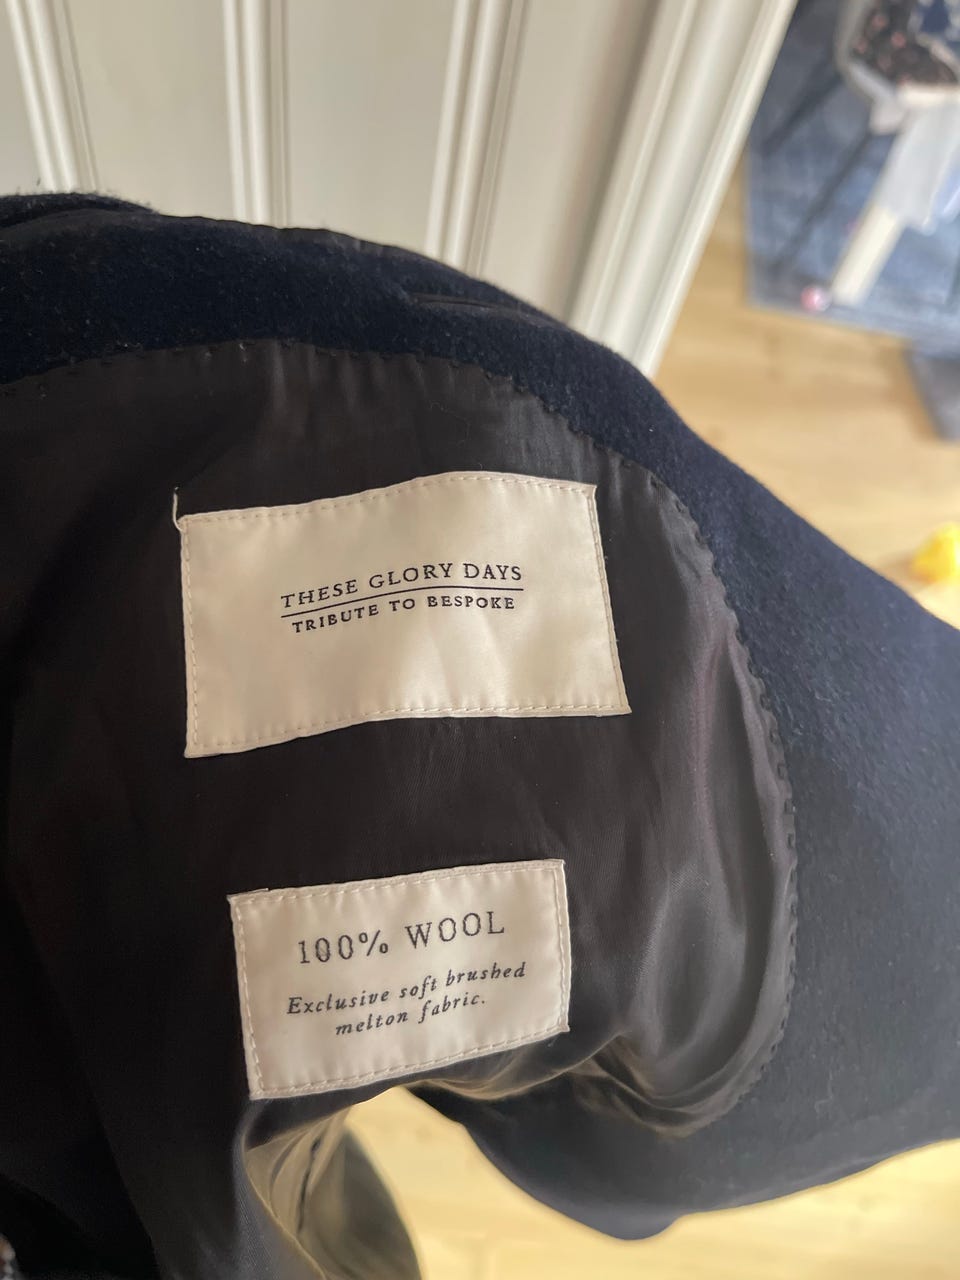 THESE GLORY DAYS
TRIBUTE TO BESPOKE
100% WOOL
Exclusive soft brushed
melton fabric.